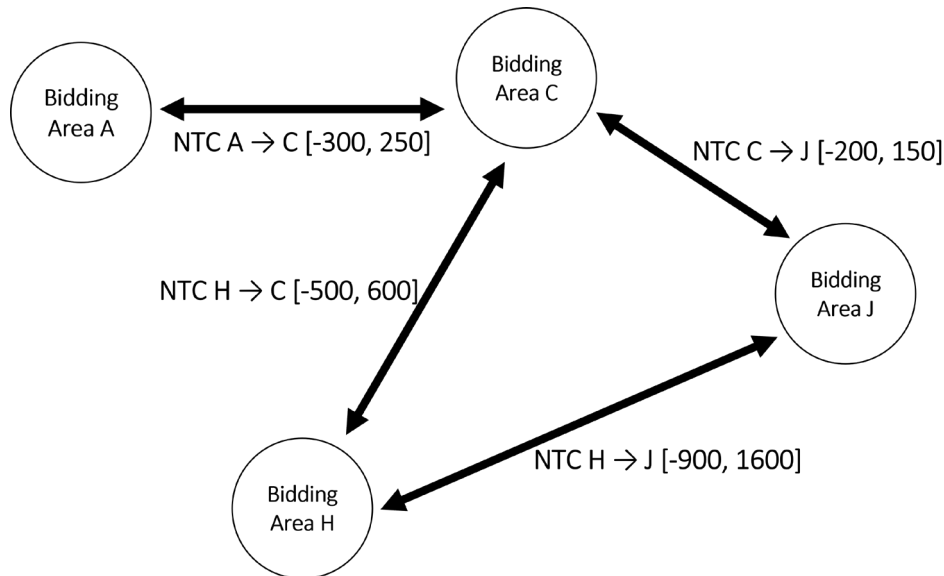 Bidding
Area A
Bidding
Area C
NTC A → C [-300, 250]
NTC C → J [-200, 150]
NTC H → C [-500, 600]
Bidding
Area J
NTC H → J [-900, 1600]
Bidding
Area H